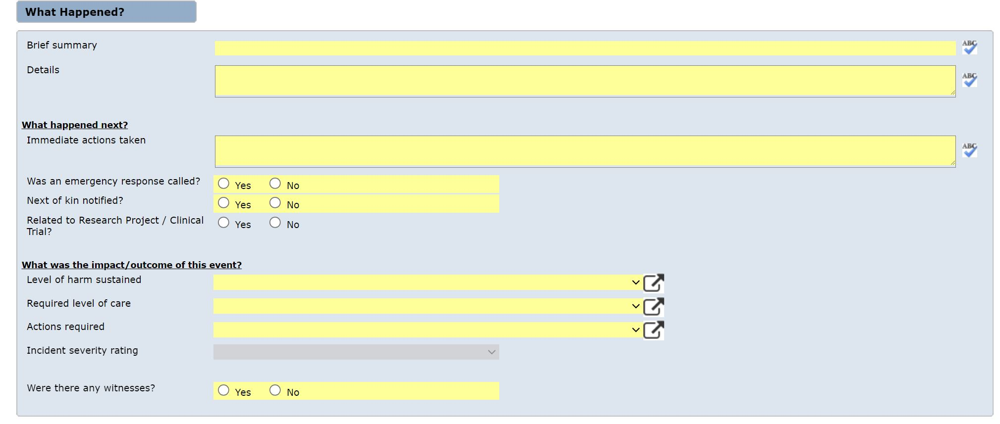 What Happened?
Brief summary
ABC
Details
ABC
What happened next?
Immediate actions taken
ABC
Was an emergency response called? Yes No
Next of kin notified? Yes No
Related to Research Project / Clinical Yes No
Trial?
What was the impact/outcome of this event?
Level of harm sustained
Required level of care
Actions required
Incident severity rating
Were there any witnesses? Yes No